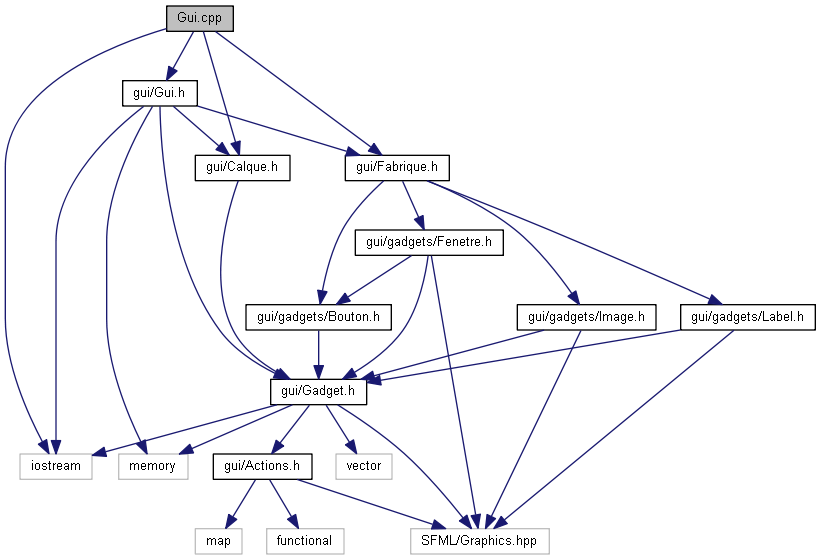 Gui.cpp
gui/Gui.h
gui/Calque.h
gui/Fabrique.h
gui/gadgets/Fenetre.h
gui/gadgets/Bouton.h
gui/gadgets/Image.h
gui/gadgets/Label.h
gui/Gadget.h
iostream
memory
gui/Actions.h
vector
map
functional
SFML/Graphics.hpp